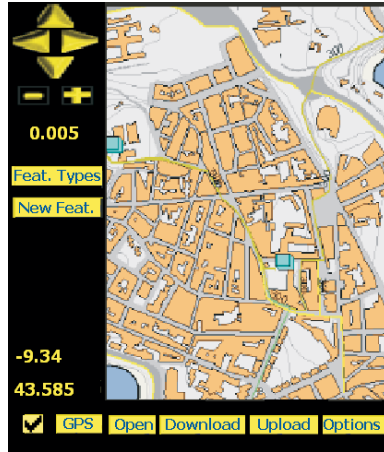 0.005
Feat. Types
New Feat.
-9.34
43.585
GPS Open Download Upload Options